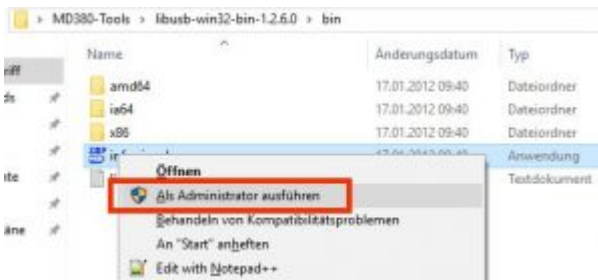 MD380-Tools > libusb-win32-bin-1.2.6.0 > bin
Name Änderungsdatum Typ
amd64 17.01.2012 09:40 Dateiordner
ia64 17.01.2012 09:40 Dateiordner
x86 17.01.2012 09:40 Dateiordner
Anwendung
Öffnen Textdokument
Als Administrator ausführen
Behandeln von Kompatibilitätsproblemen
An "Start" anheften
Edit with Notepad++